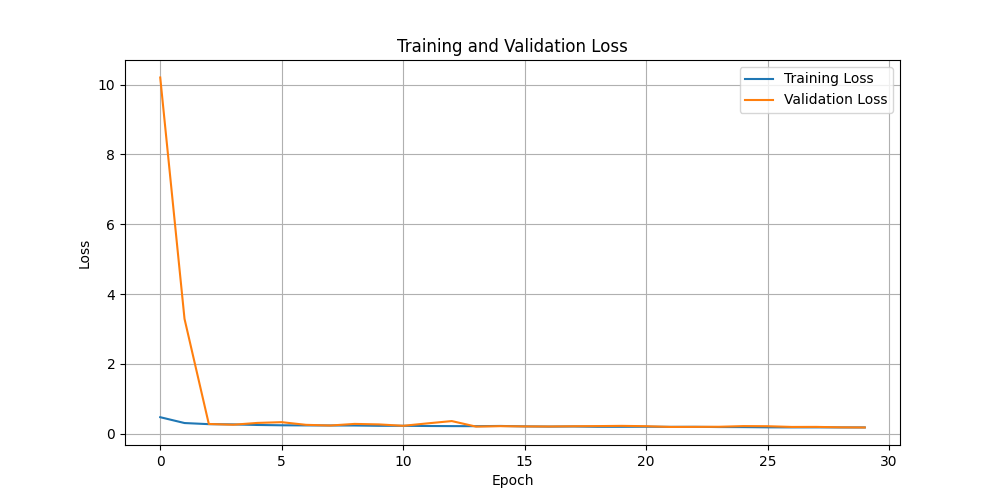 Training and Validation Loss
Training Loss
Validation Loss
10
8
6
4
2
0
Loss
0 5 10 15 20 25 30
Epoch